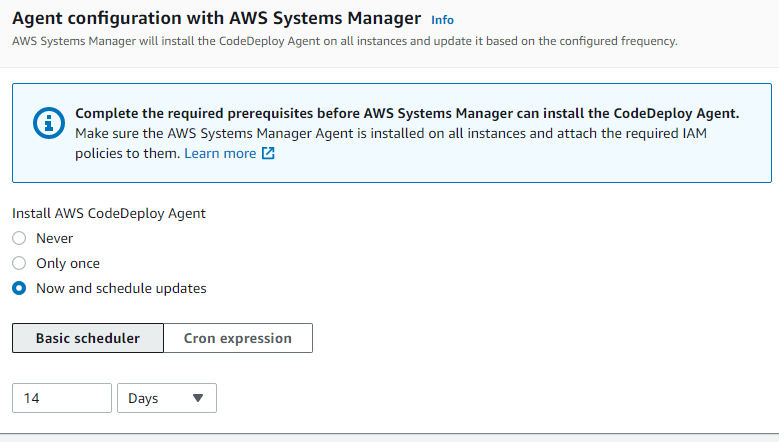 Agent configuration with AWS Systems Manager Info
AWS Systems Manager will install the CodeDeploy Agent on all instances and update it based on the configured frequency.
Complete the required prerequisites before AWS Systems Manager can install the CodeDeploy Agent.
Make sure the AWS Systems Manager Agent is installed on all instances and attach the required IAM
policies to them. Learn more
Install AWS CodeDeploy Agent
Never
Only once
Now and schedule updates
Basic scheduler Cron expression
14 Days